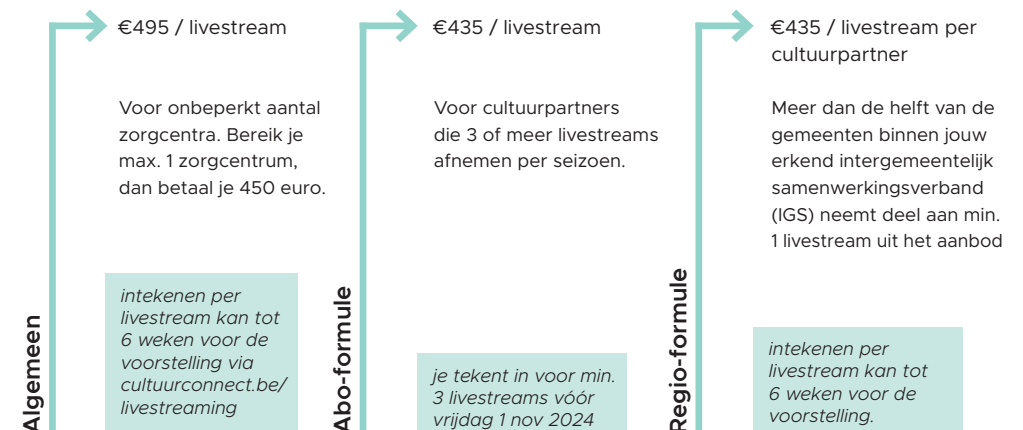 Algemeen
€495 / livestream
Voor onbeperkt aantal
zorgcentra. Bereik je
max. 1 zorgcentrum,
dan betaal je 450 euro.
intekenen per
livestream kan tot
6 weken voor de
voorstelling via
cultuurconnect.be/
livestreaming
Abo-formule
€435 / livestream
Voor cultuurpartners
die 3 of meer livestreams
afnemen per seizoen.
je tekent in voor min.
3 livestreams vóór
vrijdag 1 nov 2024
Regio-formule
€435 / livestream per
cultuurpartner
Meer dan de helft van de
gemeenten binnen jouw
erkend intergemeentelijk
samenwerkingsverband
(IGS) neemt deel aan min.
1 livestream uit het aanbod
intekenen per
livestream kan tot
6 weken voor de
voorstelling.